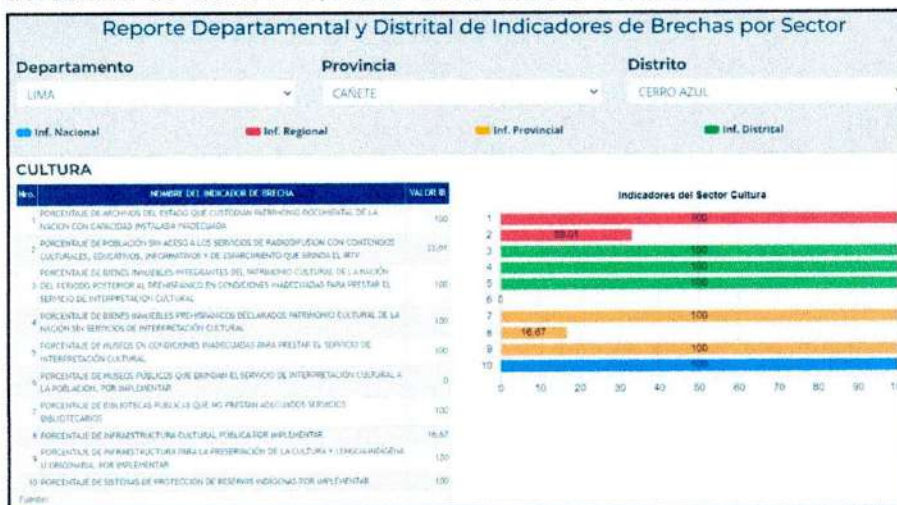 Reporte Departamental y Distrital de Indicadores de Brechas por Sector
Departamento Provincia Distrito
LIMA CAÑETE CERRO AZUL
Inf. Nacional Inf. Regional Inf. Provincial Inf. Distrital
CULTURA
Nro. NOMBRE DEL INDICADOR DE BRECHA VALOR IB
1 PORCENTAJE DE ARCHIVOS DEL ESTADO QUE CUSTODIAN PATRIMONIO DOCUMENTAL DE LA
NACION CON CAPACIDAD INSTALADA INADECUADA 100
2 PORCENTAJE DE POBLACIÓN SIN ACESO A LOS SERVICIOS DE RADIODIFUSION CON CONTENIDOS
CULTURALES, EDUCATIVOS, INFORMATIVOS Y DE ESPARCIMIENTO QUE BRINDA EL IRTV 33,01
PORCENTAJE DE BIENES INMUEBLES INTEGRANTES DEL PATRIMONIO CULTURAL DE LA NACIÓN
3 DEL PERIODO POSTERIOR AL PREHISPANICO EN CONDICIONES INADECUADAS PARA PRESTAR EL 100
SERVICIO DE INTERPRETACIÓN CULTURAL
4 PORCENTAJE DE BIENES INMUEBLES PREHISPANICOS DECLARADOS PATRIMONIO CULTURAL DE LA
NACIÓN SIN SERVICIOS DE INTERPRETACIÓN CULTURAL 100
5 PORCENTAJE DE MUSEOS EN CONDICIONES INADECUADAS PARA PRESTAR EL SERVICIO DE
INTERPRETACIÓN CULTURAL 100
6 PORCENTAJE DE MUSEOS PÚBLICOS QUE BRINDAN EL SERVICIO DE INTERPRETACIÓN CULTURAL A
LA POBLACIÓN, POR IMPLEMENTAR 0
7 PORCENTAJE DE BIBLIOTECAS PUBLICAS QUE NO PRESTAN ADECUADOS SERVICIOS
BIBLIOTECARIOS 100
8 PORCENTAJE DE INFRAESTRUCTURA CULTURAL PÚBLICA POR IMPLEMENTAR 16,67
9 PORCENTAJE DE INFRAESTRUCTURA PARA LA PRESERVACIÓN DE LA CULTURA Y LENGUA INDÍGENA
U ORIGINARIA, POR IMPLEMENTAR 100
10 PORCENTAJE DE SISTEMAS DE PROTECCIÓN DE RESERVAS INDÍGENAS POR IMPLEMENTAR 100
Fuente:
Indicadores del Sector Cultura
1 100
2 33,01
3 100
4 100
5 100
6 0
7 100
8 16,67
9 100
10 100
0 10 20 30 40 50 60 70 80 90